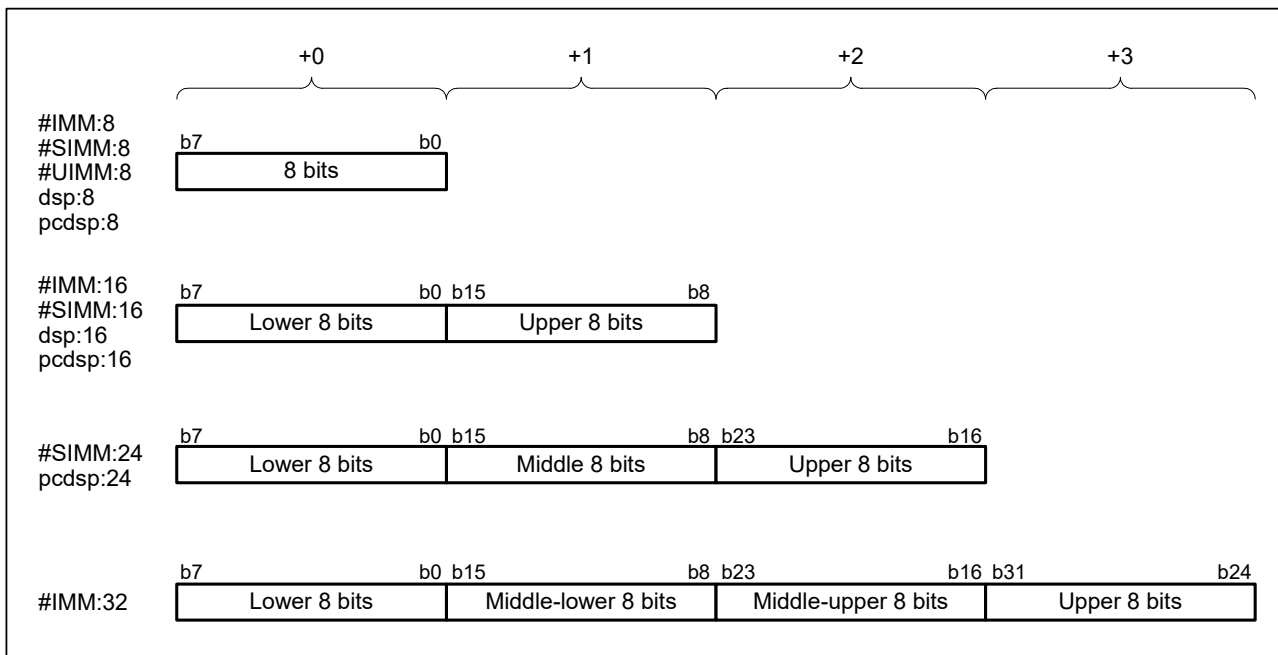 +0 +1 +2 +3
#IMM:8
#SIMM:8
#UIMM:8
dsp:8
pcdsp:8
b7 b0
8 bits
#IMM:16
#SIMM:16
dsp:16
pcdsp:16
b7 b0 b15 b8
Lower 8 bits Upper 8 bits
#SIMM:24
pcdsp:24
b7 b0 b15 b8 b23 b16
Lower 8 bits Middle 8 bits Upper 8 bits
b7 b0 b15 b8 b23 b16 b31 b24
#IMM:32 Lower 8 bits Middle-lower 8 bits Middle-upper 8 bits Upper 8 bits